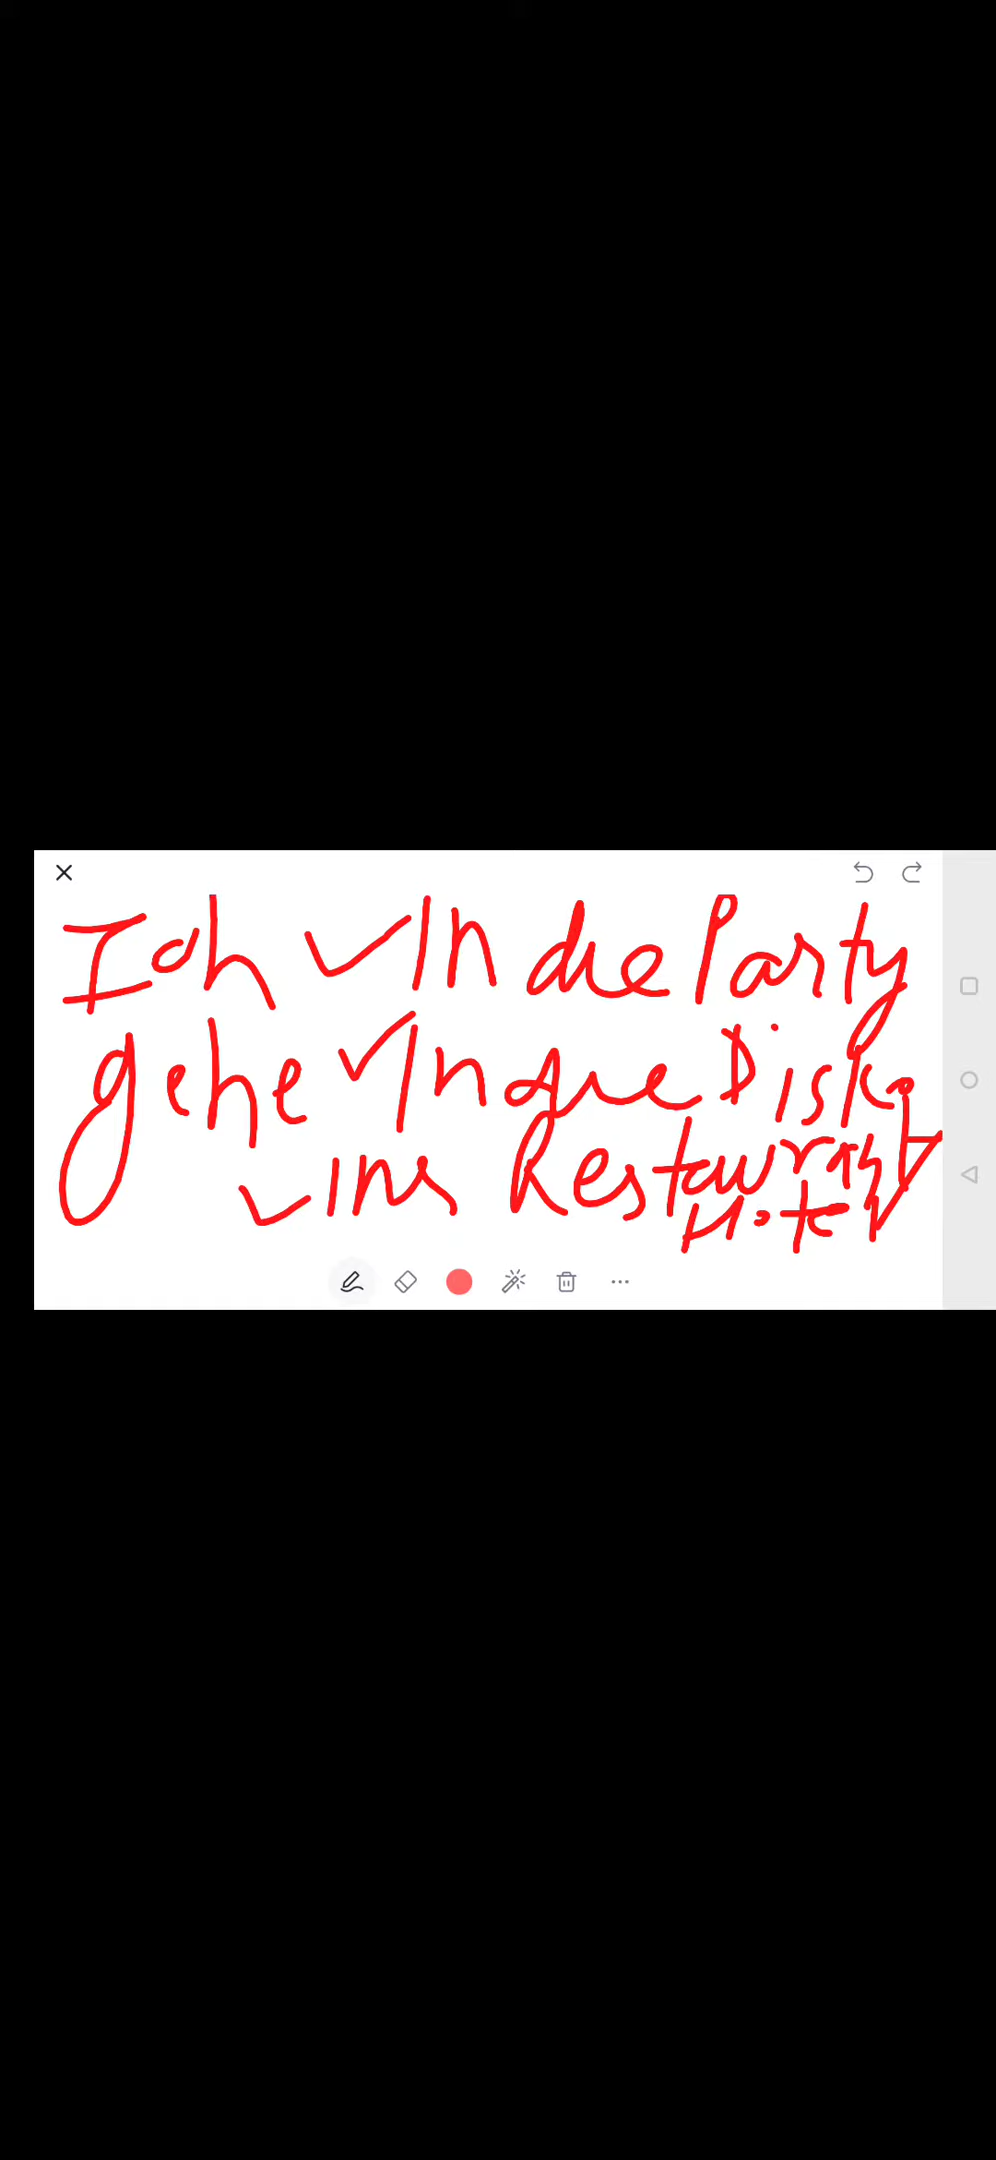 Ich ✓ In die Party
gehe ✓ In die Disko
✓ ins Restaurant
Hotel